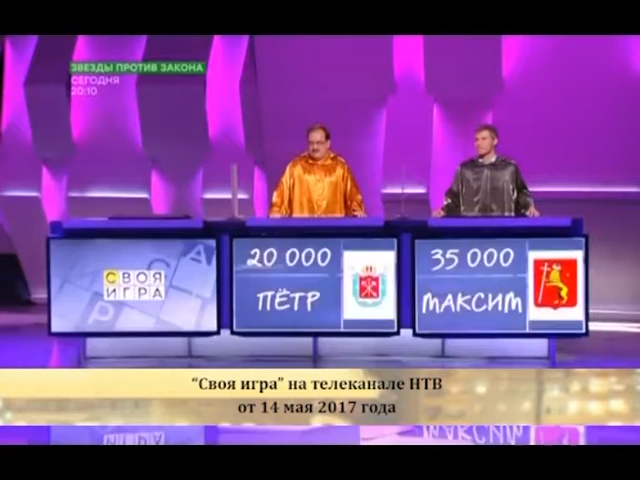 ЗВЕЗДЫ ПРОТИВ ЗАКОНА
СЕГОДНЯ
20:10
СВОЯ
ИГРА
20 000
ПЁТР
35 000
МАКСИМ
“Своя игра” на телеканале НТВ
от 14 мая 2017 года